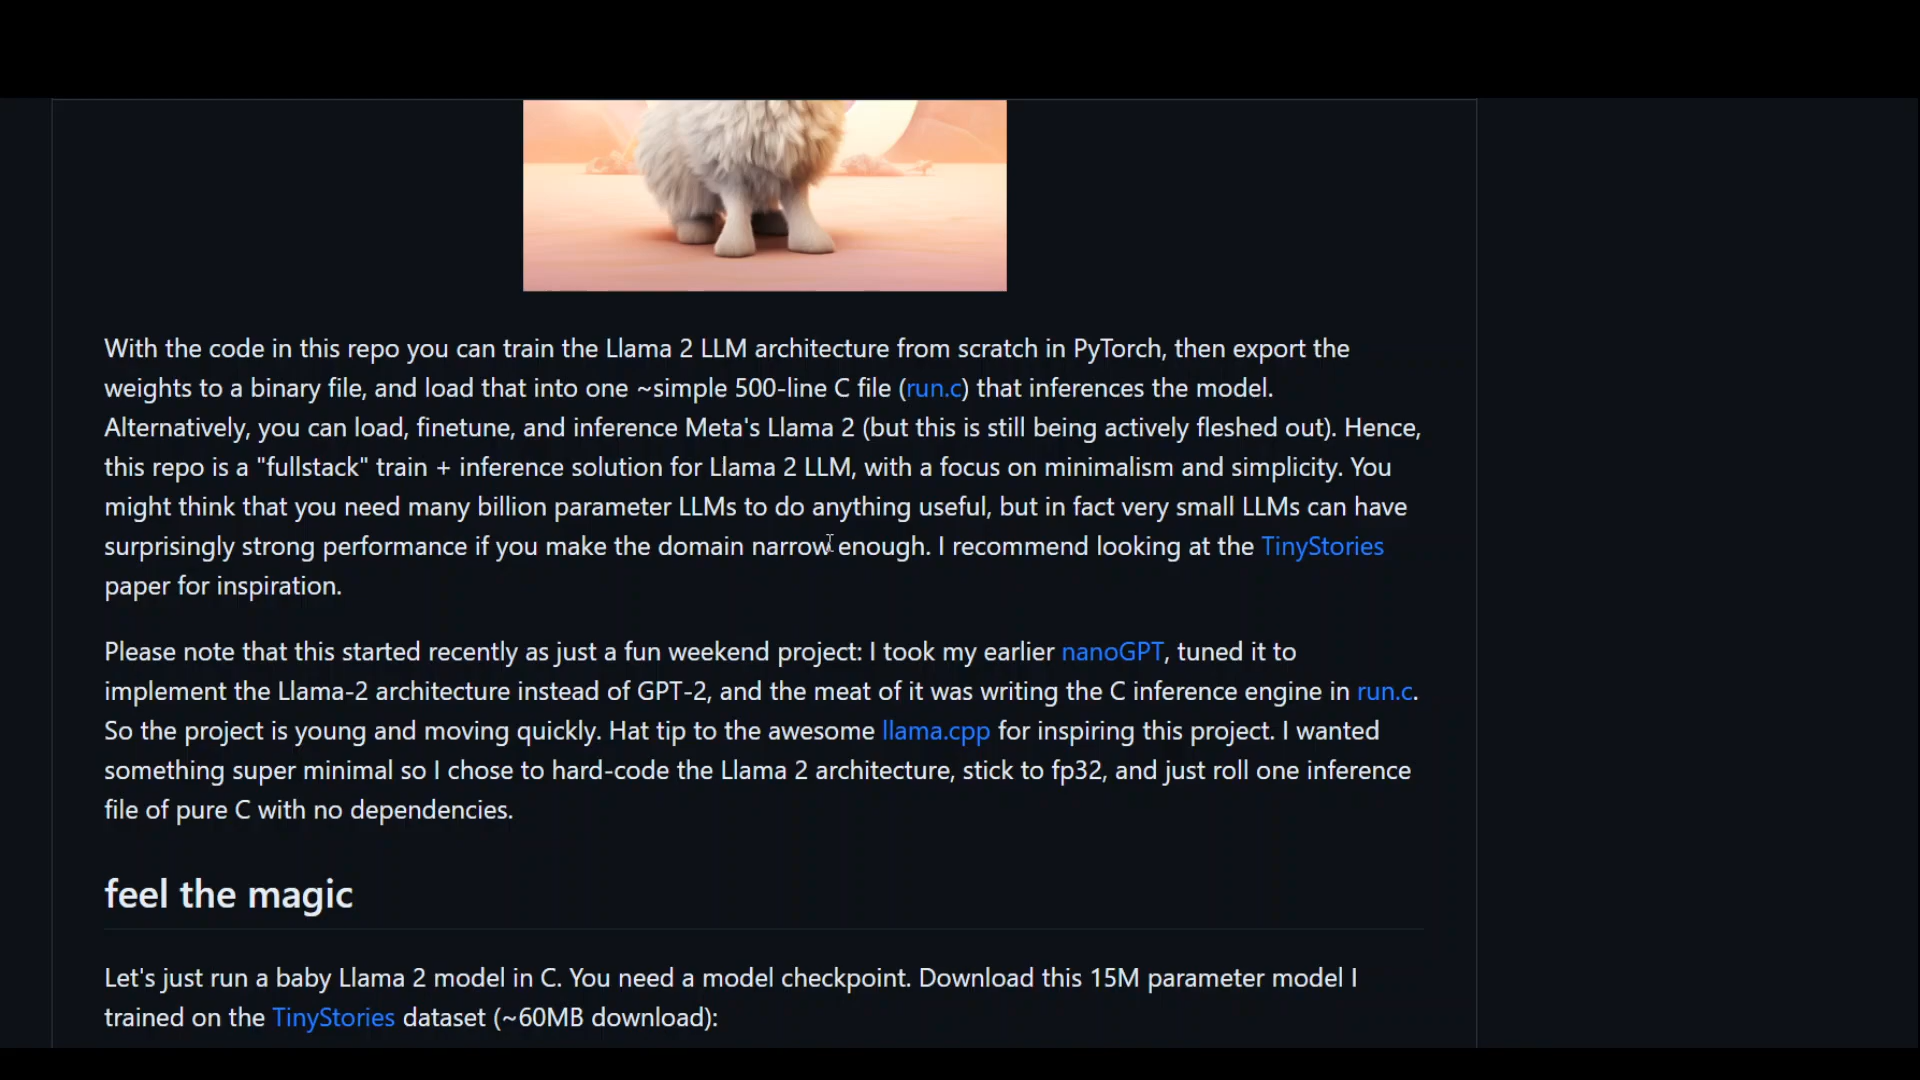 With the code in this repo you can train the Llama 2 LLM architecture from scratch in PyTorch, then export the
weights to a binary file, and load that into one ~simple 500-line C file (run.c) that inferences the model.
Alternatively, you can load, finetune, and inference Meta's Llama 2 (but this is still being actively fleshed out). Hence,
this repo is a "fullstack" train + inference solution for Llama 2 LLM, with a focus on minimalism and simplicity. You
might think that you need many billion parameter LLMs to do anything useful, but in fact very small LLMs can have
surprisingly strong performance if you make the domain narrow enough. I recommend looking at the TinyStories
paper for inspiration.
Please note that this started recently as just a fun weekend project: I took my earlier nanoGPT, tuned it to
implement the Llama-2 architecture instead of GPT-2, and the meat of it was writing the C inference engine in run.c.
So the project is young and moving quickly. Hat tip to the awesome llama.cpp for inspiring this project. I wanted
something super minimal so I chose to hard-code the Llama 2 architecture, stick to fp32, and just roll one inference
file of pure C with no dependencies.
feel the magic
Let's just run a baby Llama 2 model in C. You need a model checkpoint. Download this 15M parameter model I
trained on the TinyStories dataset (~60MB download):